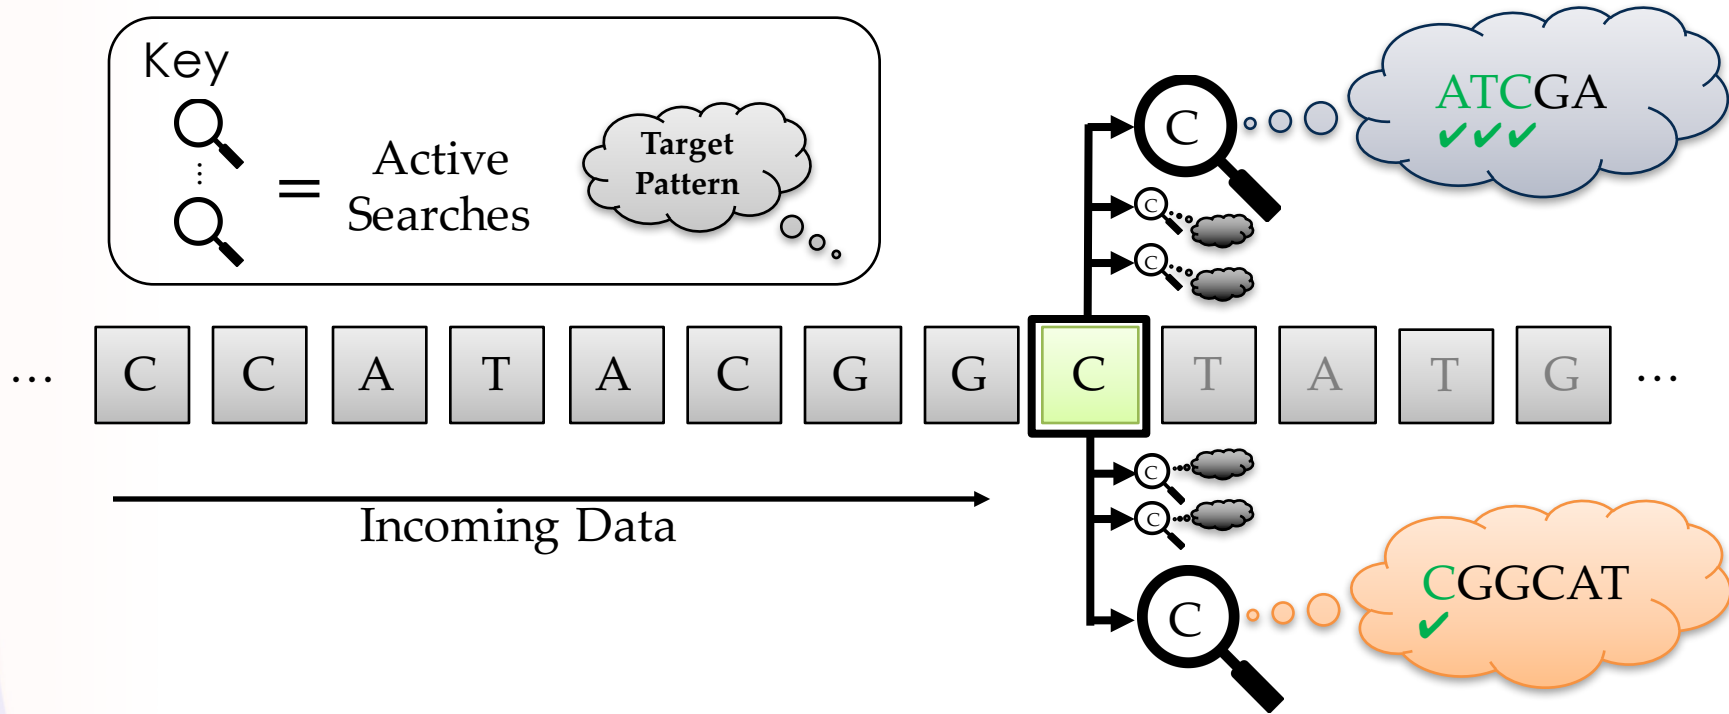 Key
Active
Searches
=
Target
Pattern
C
ATCGA
✔✔✔
C
C
... C C A T A C G G C T A T G ...
C
C
Incoming Data
C
CGGCAT
✔